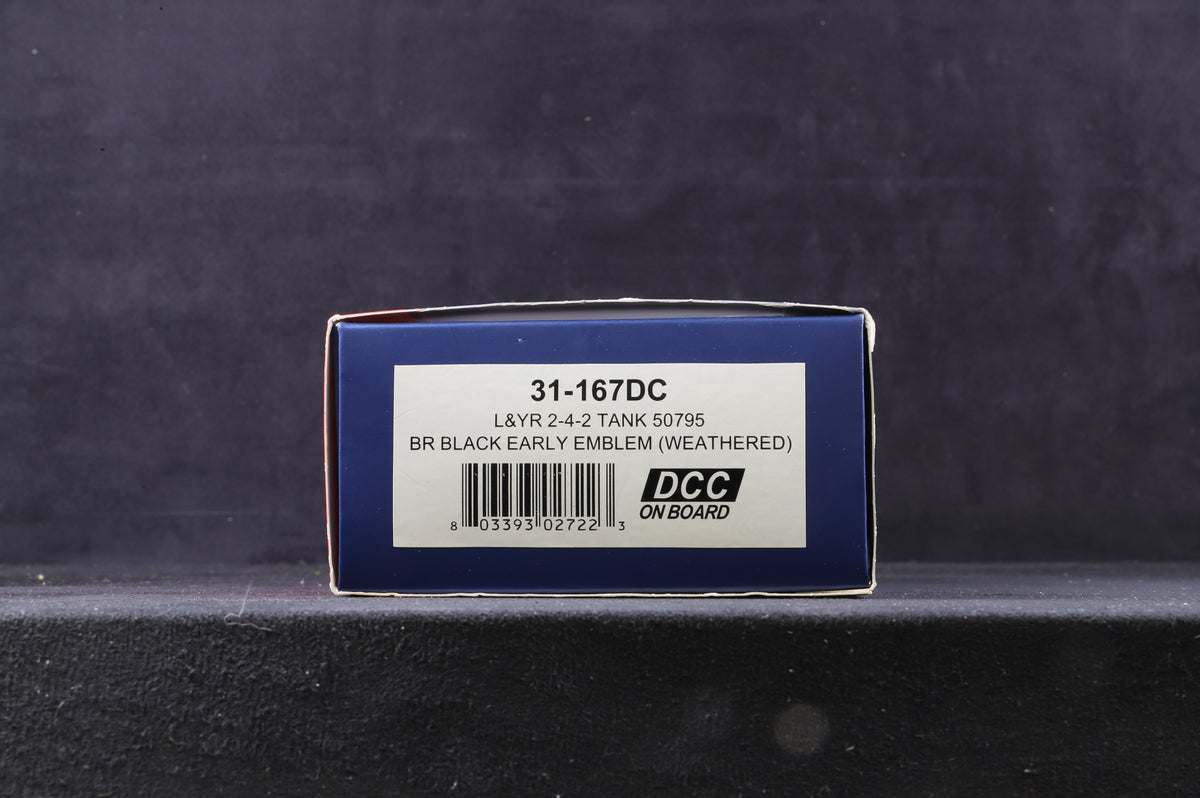 31-167DC
L&YR 2-4-2 TANK 50795
BR BLACK EARLY EMBLEM (WEATHERED)
8 03393 02722 3
DCC
ON BOARD